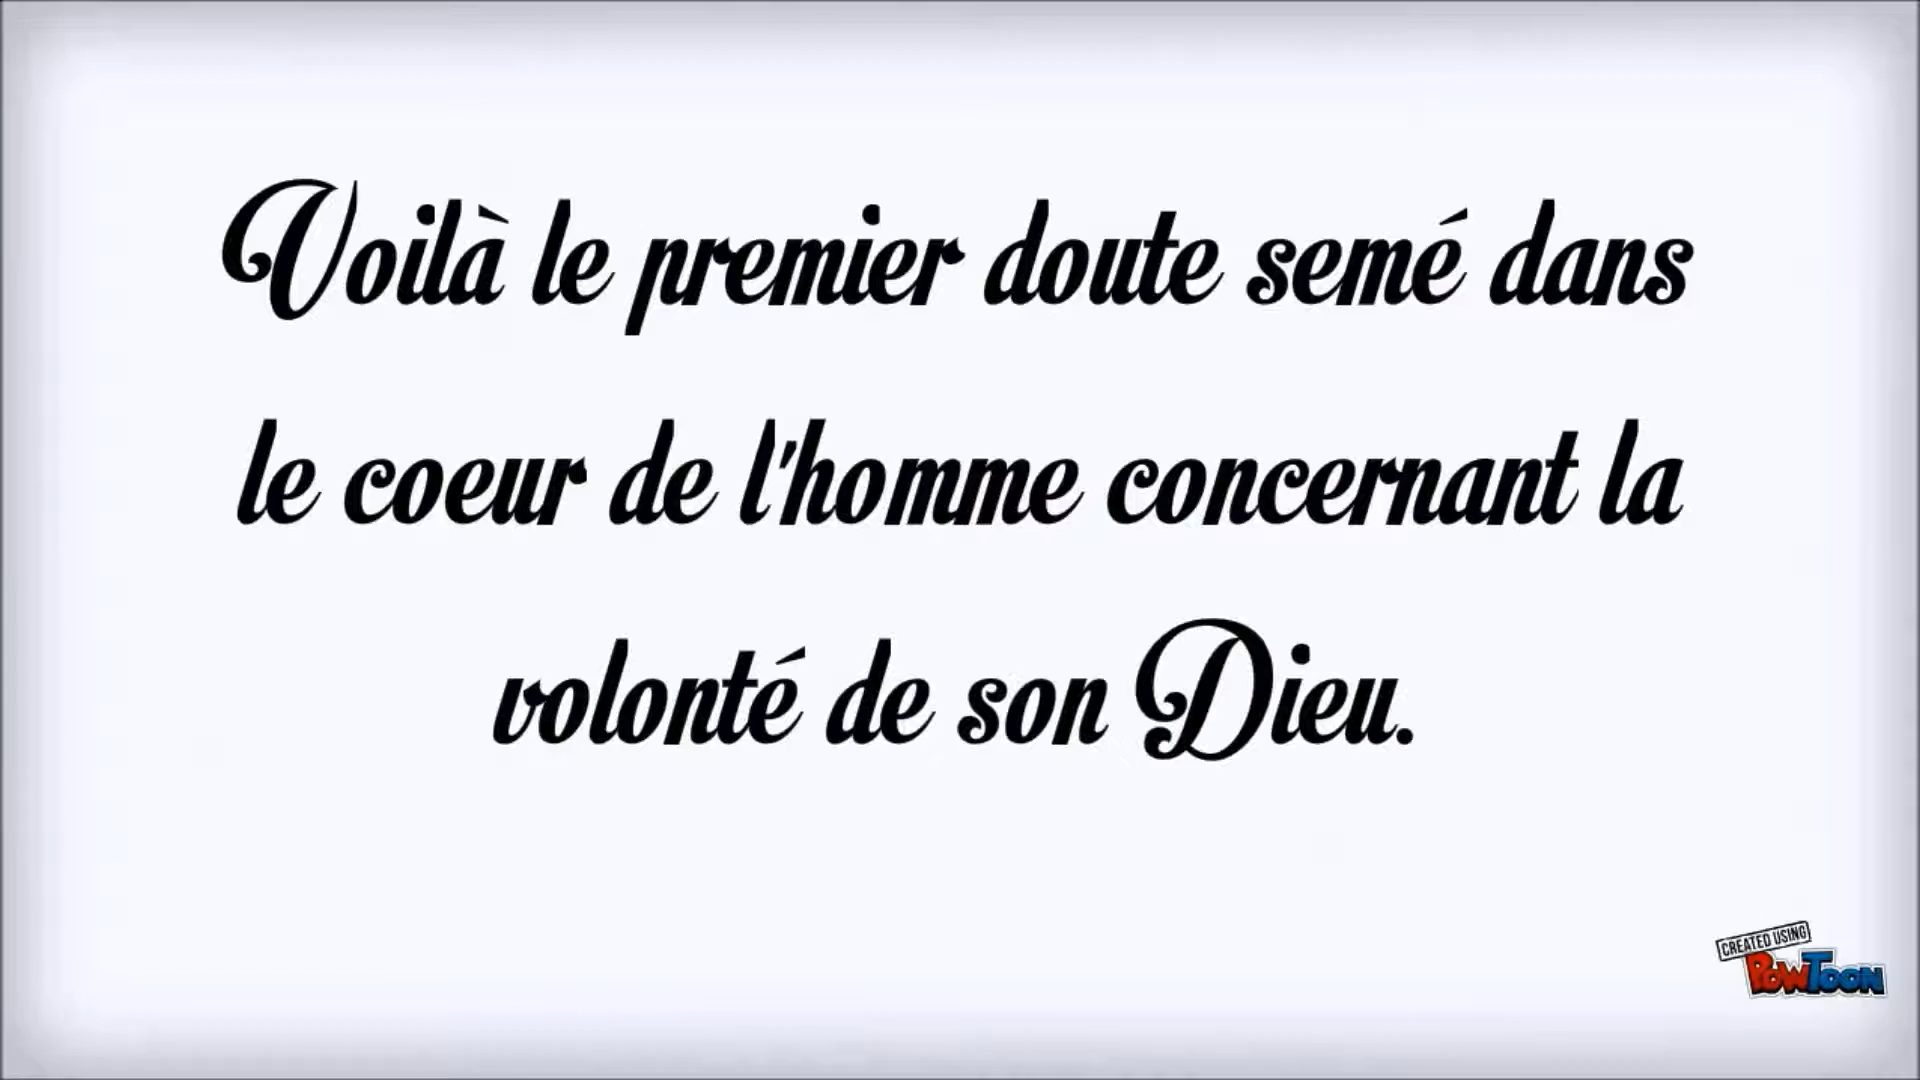 Voilà le premier doute semé dans
le coeur de l'homme concernant la
volonté de son Dieu.
CREATED USING
POWTOON